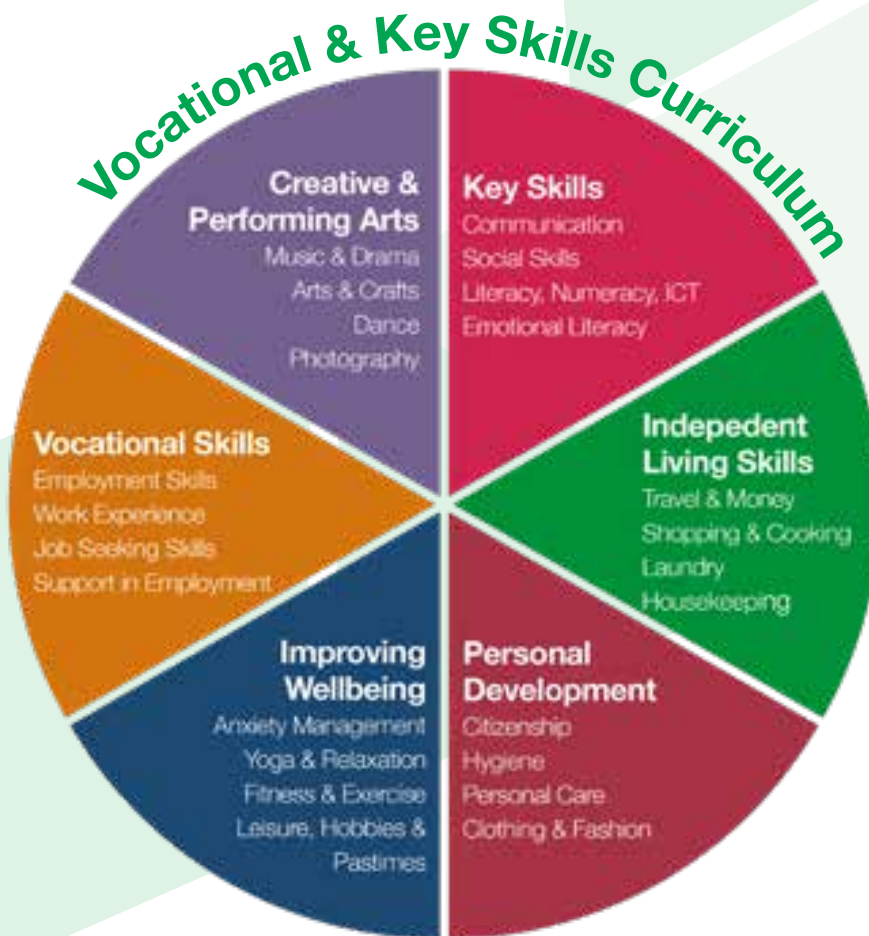 Vocational & Key Skills Curriculum
Creative &
Performing Arts
Music & Drama
Arts & Crafts
Dance
Photography
Key Skills
Communication
Social Skills
Literacy, Numeracy, ICT
Emotional Literacy
Indepedent
Living Skills
Travel & Money
Shopping & Cooking
Laundry
Housekeeping
Personal
Development
Citizenship
Hygiene
Personal Care
Clothing & Fashion
Improving
Wellbeing
Anxiety Management
Yoga & Relaxation
Fitness & Exercise
Leisure, Hobbies &
Pastimes
Vocational Skills
Employment Skills
Work Experience
Job Seeking Skills
Support in Employment